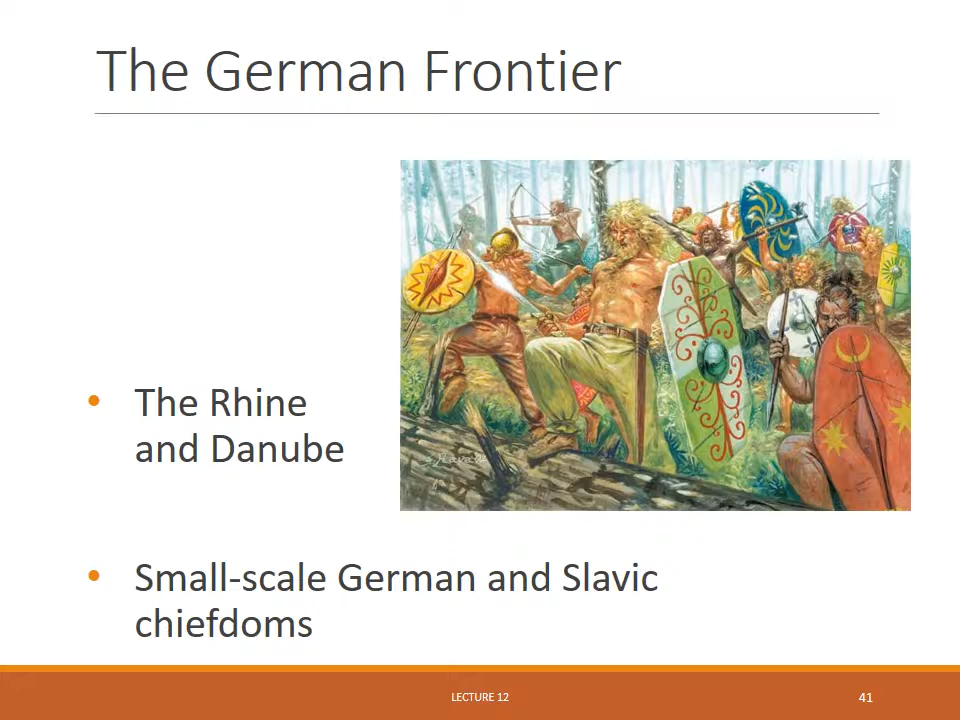 The German Frontier
• The Rhine
and Danube
• Small-scale German and Slavic
chiefdoms
LECTURE 12
41